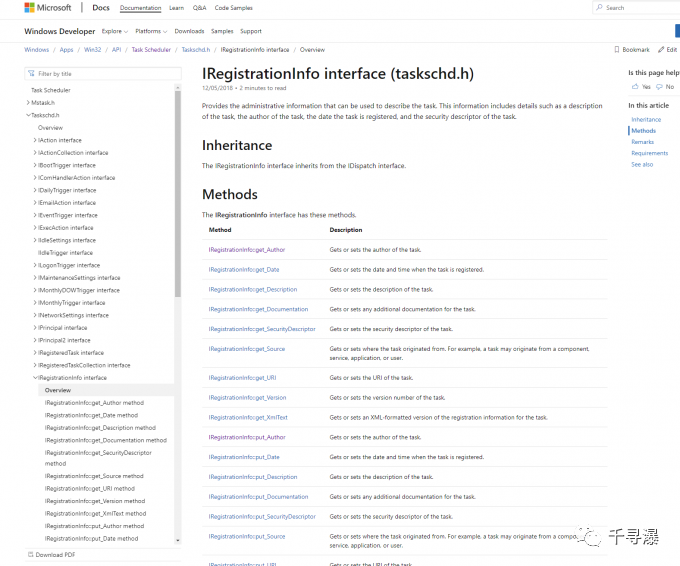 Microsoft | Docs Documentation Learn Q&A Code Samples Search
Windows Developer Explore Platforms Downloads Samples Support
Windows / Apps / Win32 / API / Task Scheduler / Taskschd.h / IRegistrationInfo interface / Overview
Bookmark Edit
Filter by title
Task Scheduler
Mstask.h
Taskschd.h
Overview
IAction interface
IActionCollection interface
IBootTrigger interface
IComHandlerAction interface
IDailyTrigger interface
IEmailAction interface
IEventTrigger interface
IExecAction interface
IIdleSettings interface
IIdleTrigger interface
ILogonTrigger interface
IMaintenanceSettings interface
IMonthlyDOWTrigger interface
IMonthlyTrigger interface
INetworkSettings interface
IPrincipal interface
IPrincipal2 interface
IRegisteredTask interface
IRegisteredTaskCollection interface
IRegistrationInfo interface
Overview
IRegistrationInfo::get_Author method
IRegistrationInfo::get_Date method
IRegistrationInfo::get_Description method
IRegistrationInfo::get_Documentation method
IRegistrationInfo::get_SecurityDescriptor
method
IRegistrationInfo::get_Source method
IRegistrationInfo::get_URI method
IRegistrationInfo::get_Version method
IRegistrationInfo::get_XmlText method
IRegistrationInfo::put_Author method
IRegistrationInfo::put_Date method
Download PDF
IRegistrationInfo interface (taskschd.h)
12/05/2018 • 2 minutes to read
Provides the administrative information that can be used to describe the task. This information includes details such as a description
of the task, the author of the task, the date the task is registered, and the security descriptor of the task.
Inheritance
The IRegistrationInfo interface inherits from the IDispatch interface.
Methods
The IRegistrationInfo interface has these methods.
Method Description
IRegistrationInfo::get_Author Gets or sets the author of the task.
IRegistrationInfo::get_Date Gets or sets the date and time when the task is registered.
IRegistrationInfo::get_Description Gets or sets the description of the task.
IRegistrationInfo::get_Documentation Gets or sets any additional documentation for the task.
IRegistrationInfo::get_SecurityDescriptor Gets or sets the security descriptor of the task.
IRegistrationInfo::get_Source Gets or sets where the task originated from. For example, a task may originate from a component,
service, application, or user.
IRegistrationInfo::get_URI Gets or sets the URI of the task.
IRegistrationInfo::get_Version Gets or sets the version number of the task.
IRegistrationInfo::get_XmlText Gets or sets an XML-formatted version of the registration information for the task.
IRegistrationInfo::put_Author Gets or sets the author of the task.
IRegistrationInfo::put_Date Gets or sets the date and time when the task is registered.
IRegistrationInfo::put_Description Gets or sets the description of the task.
IRegistrationInfo::put_Documentation Gets or sets any additional documentation for the task.
IRegistrationInfo::put_SecurityDescriptor Gets or sets the security descriptor of the task.
IRegistrationInfo::put_Source Gets or sets where the task originated from. For example, a task may originate from a
service, application, or user.
IRegistrationInfo::put_URI Gets or sets the URI of the task.
Is this page help
Yes No
In this article
Inheritance
Methods
Remarks
Requirements
See also
千寻瀑